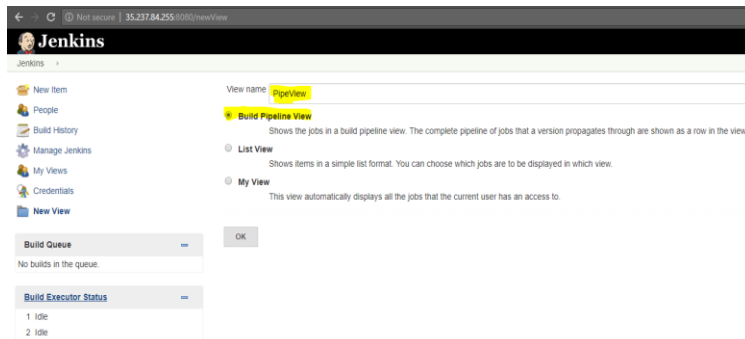 Not secure | 35.237.84.255:8080/newView
Jenkins
Jenkins
New Item
People
Build History
Manage Jenkins
My Views
Credentials
New View
Build Queue
No builds in the queue.
Build Executor Status
1 Idle
2 Idle
View name PipeView
Build Pipeline View
Shows the jobs in a build pipeline view. The complete pipeline of jobs that a version propagates through are shown as a row in the view
List View
Shows items in a simple list format. You can choose which jobs are to be displayed in which view.
My View
This view automatically displays all the jobs that the current user has an access to.
OK